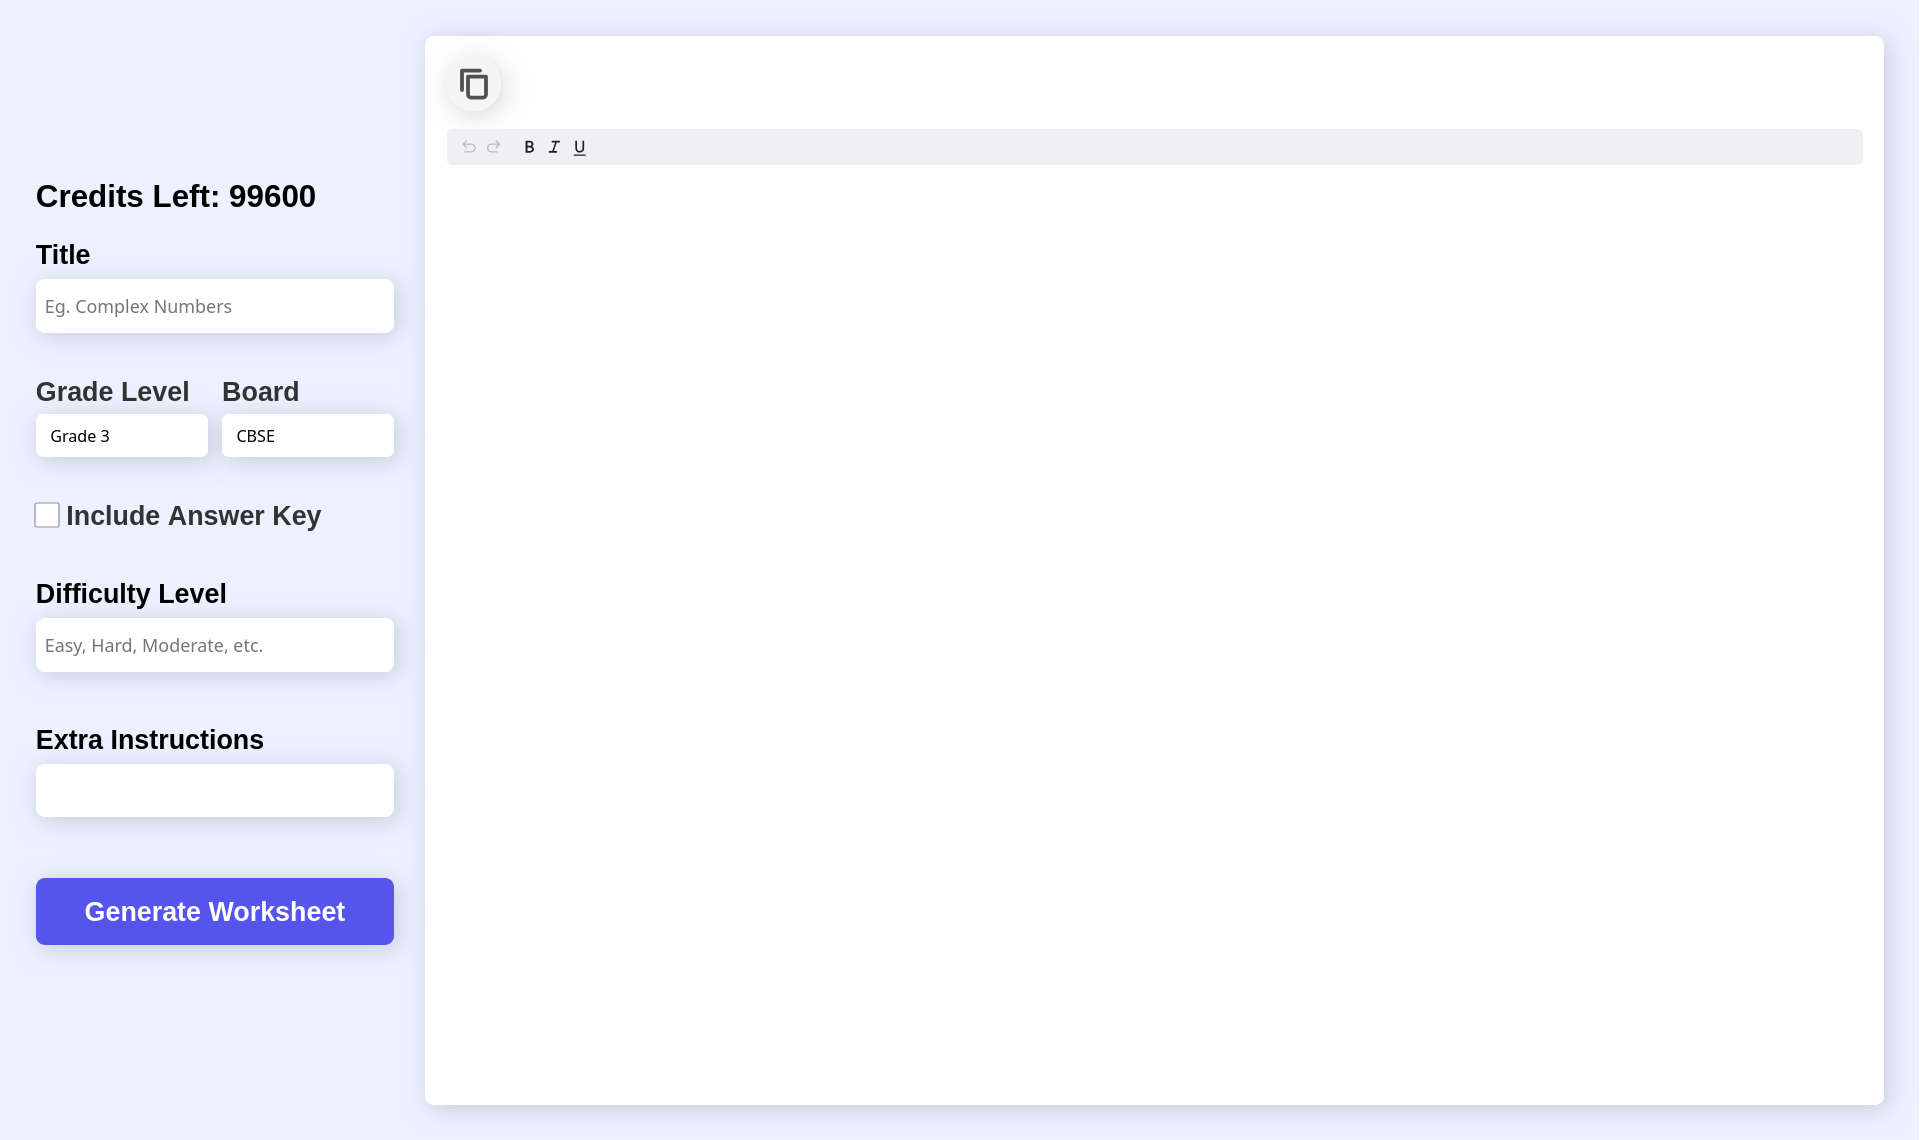 Credits Left: 99600
Title
Eg. Complex Numbers
Grade Level Board
Grade 3 CBSE
Include Answer Key
Difficulty Level
Easy, Hard, Moderate, etc.
Extra Instructions
Generate Worksheet
B I U